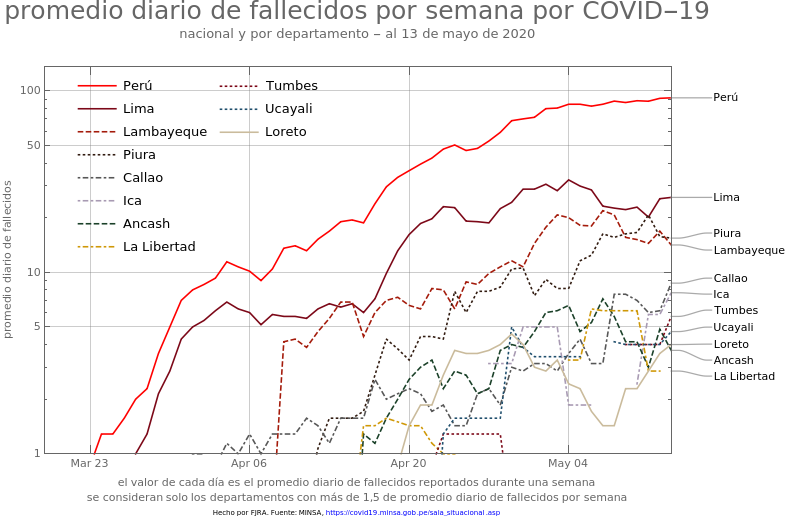 promedio diario de fallecidos por semana por COVID‒19
nacional y por departamento – al 13 de mayo de 2020
promedio diario de fallecidos
100
50
10
5
1
Perú
Lima
Lambayeque
Piura
Callao
Ica
Ancash
La Libertad
Tumbes
Ucayali
Loreto
Perú
Lima
Piura
Lambayeque
Callao
Ica
Tumbes
Ucayali
Loreto
Ancash
La Libertad
Mar 23
Apr 06
Apr 20
May 04
el valor de cada día es el promedio diario de fallecidos reportados durante una semana
se consideran solo los departamentos con más de 1,5 de promedio diario de fallecidos por semana
Hecho por FJRA. Fuente: MINSA, https://covid19.minsa.gob.pe/sala_situacional.asp